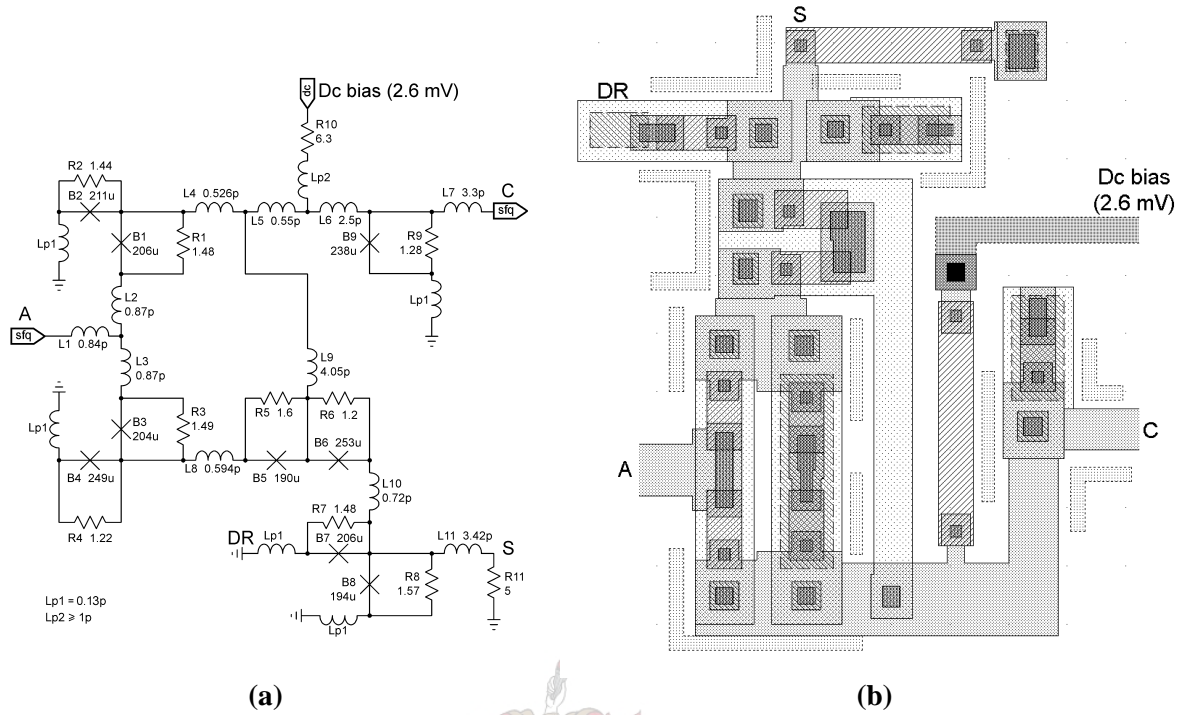 dc
Dc bias (2.6 mV)
R10
6.3
Lp2
R2 1.44
B2 211u
L4 0.526p
L5 0.55p
L6 2.5p
L7 3.3p
C
sfq
Lp1
B1
206u
R1
1.48
B9
238u
R9
1.28
Lp1
L2
0.87p
A
sfq
L1 0.84p
L3
0.87p
L9
4.05p
Lp1
B3
204u
R3
1.49
R5 1.6
R6 1.2
B4 249u
L8 0.594p
B5 190u
B6 253u
R4 1.22
L10
0.72p
R7 1.48
DR
Lp1
B7 206u
L11 3.42p
S
B8
194u
R8
1.57
R11
5
Lp1
Lp1 = 0.13p
Lp2 ⩾ 1p
(a)
S
DR
Dc bias
(2.6 mV)
A
C
(b)